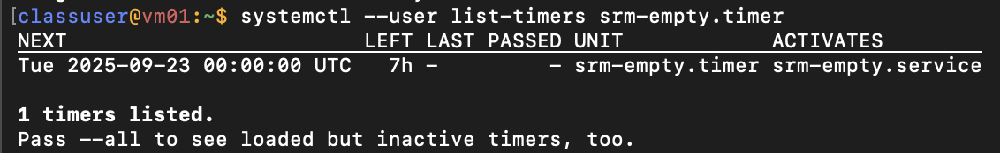 [classuser@vm01:~$ systemctl --user list-timers srm-empty.timer
NEXT LEFT LAST PASSED UNIT ACTIVATES
Tue 2025-09-23 00:00:00 UTC 7h - - srm-empty.timer srm-empty.service
1 timers listed.
Pass --all to see loaded but inactive timers, too.